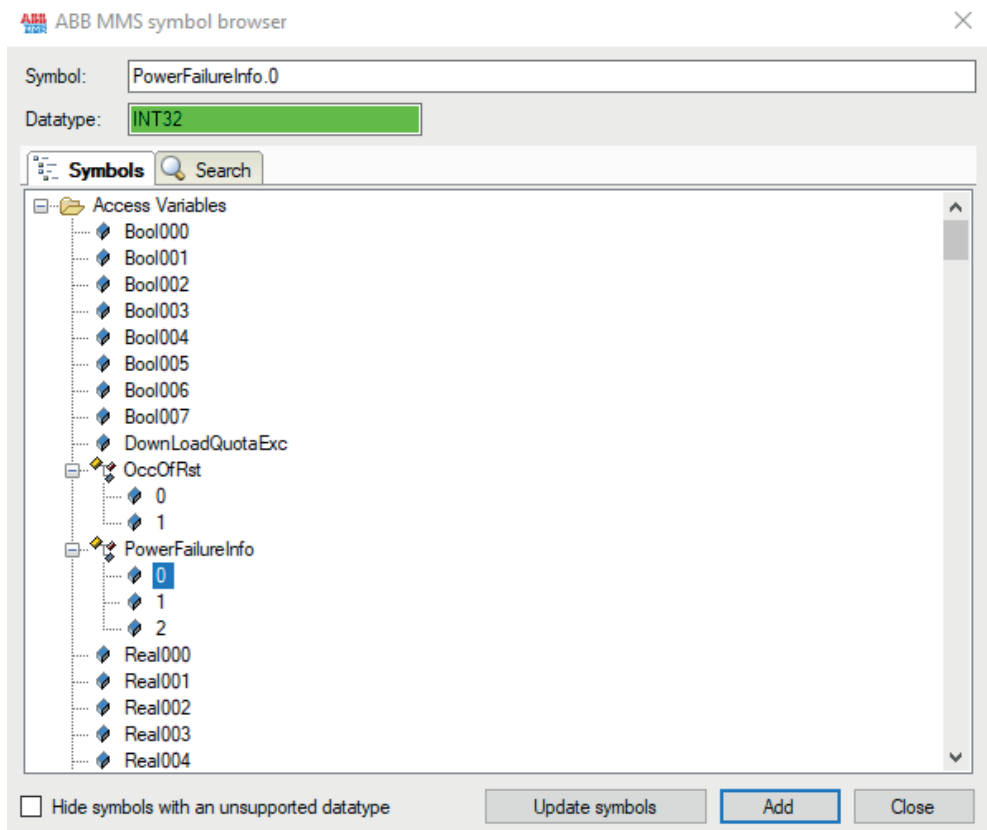 ABB MMS ABB MMS symbol browser
Symbol: PowerFailureInfo.0
Datatype: INT32
Symbols Search
Access Variables
Bool000
Bool001
Bool002
Bool003
Bool004
Bool005
Bool006
Bool007
DownLoadQuotaExc
OccOfRst
0
1
PowerFailureInfo
0
1
2
Real000
Real001
Real002
Real003
Real004
Hide symbols with an unsupported datatype Update symbols Add Close